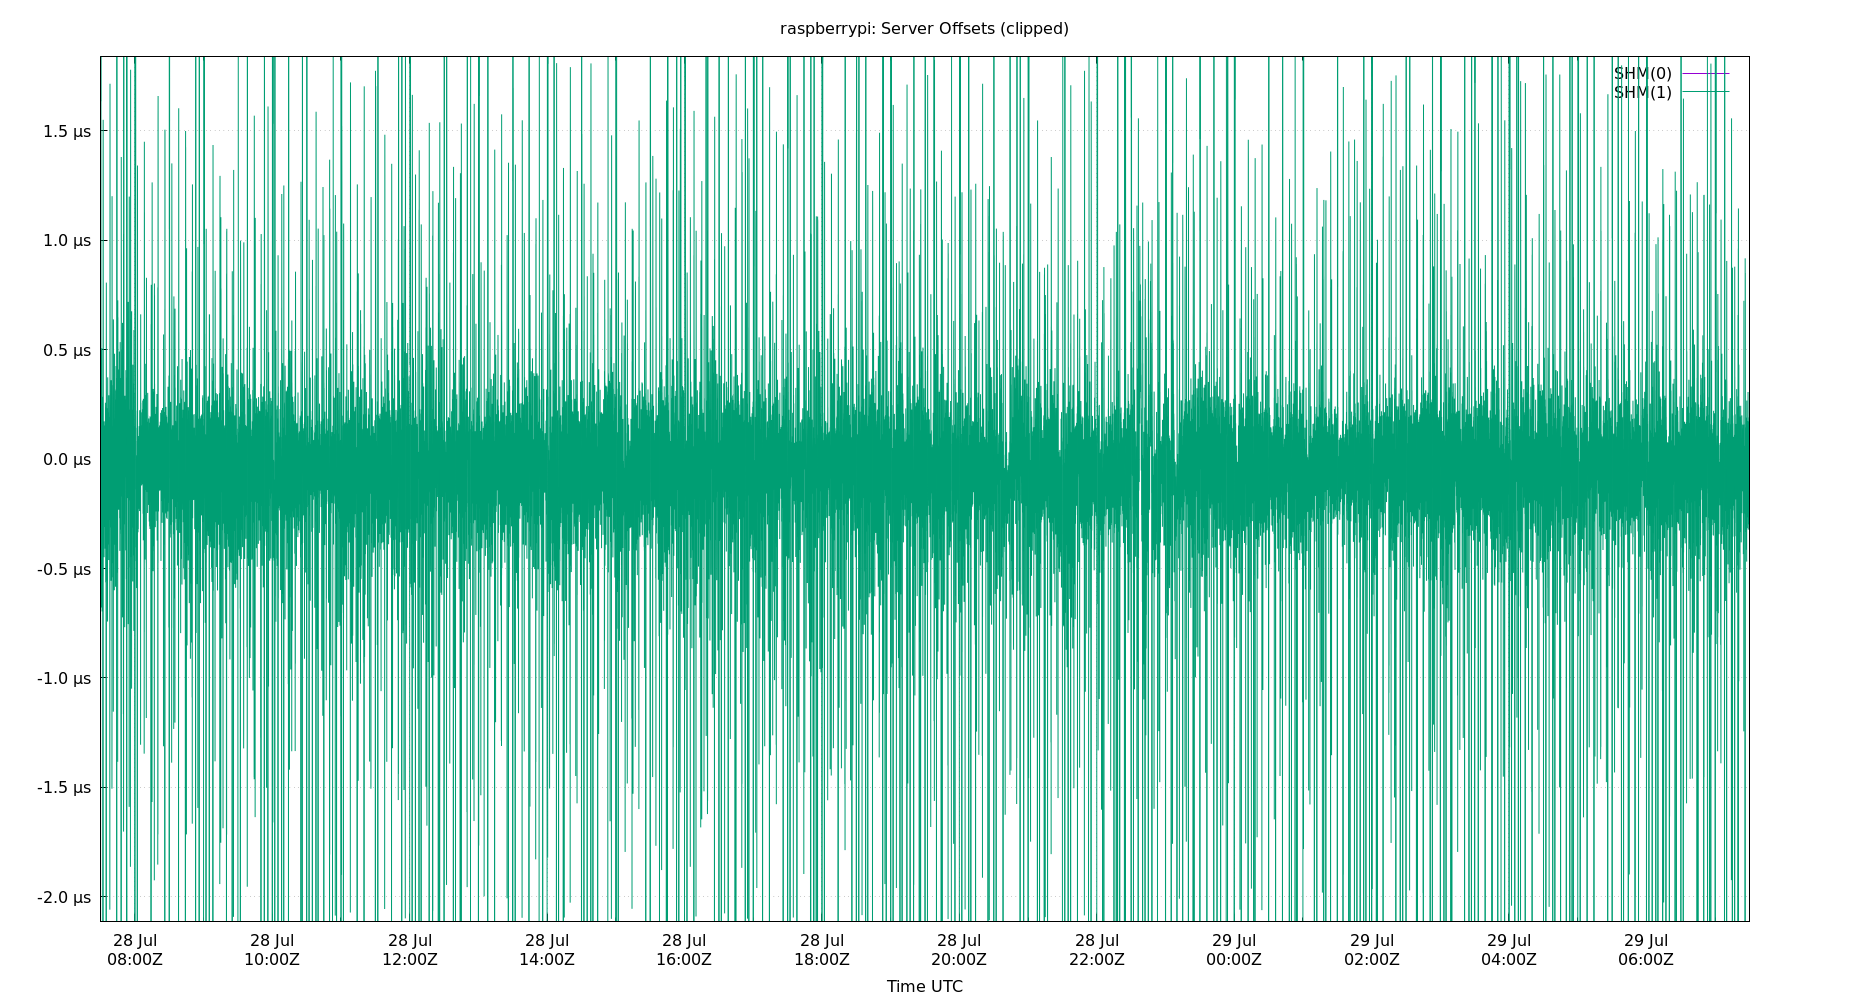 raspberrypi: Server Offsets (clipped)
SHM(0)
SHM(1)
1.5 µs
1.0 µs
0.5 µs
0.0 µs
-0.5 µs
-1.0 µs
-1.5 µs
-2.0 µs
28 Jul 28 Jul 28 Jul 28 Jul 28 Jul 28 Jul 28 Jul 28 Jul 29 Jul 29 Jul 29 Jul 29 Jul
08:00Z 10:00Z 12:00Z 14:00Z 16:00Z 18:00Z 20:00Z 22:00Z 00:00Z 02:00Z 04:00Z 06:00Z
Time UTC